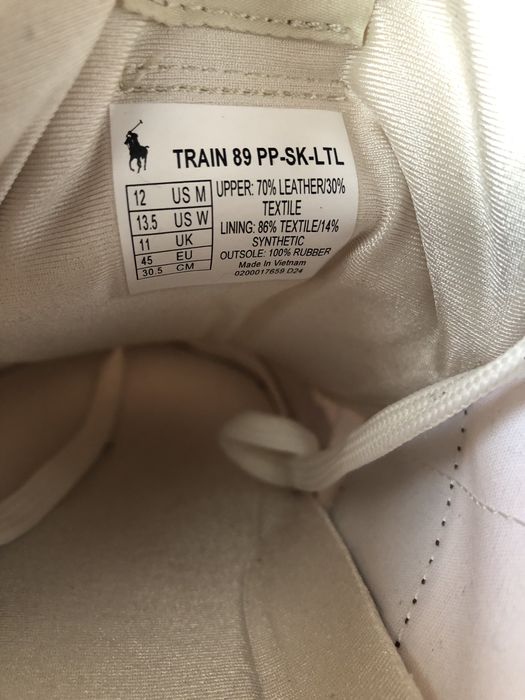 TRAIN 89 PP-SK-LTL
12 US M
13.5 US W
11 UK
45 EU
30.5 CM
UPPER: 70% LEATHER/30%
TEXTILE
LINING: 86% TEXTILE/14%
SYNTHETIC
OUTSOLE: 100% RUBBER
Made In Vietnam
0200017659 D24